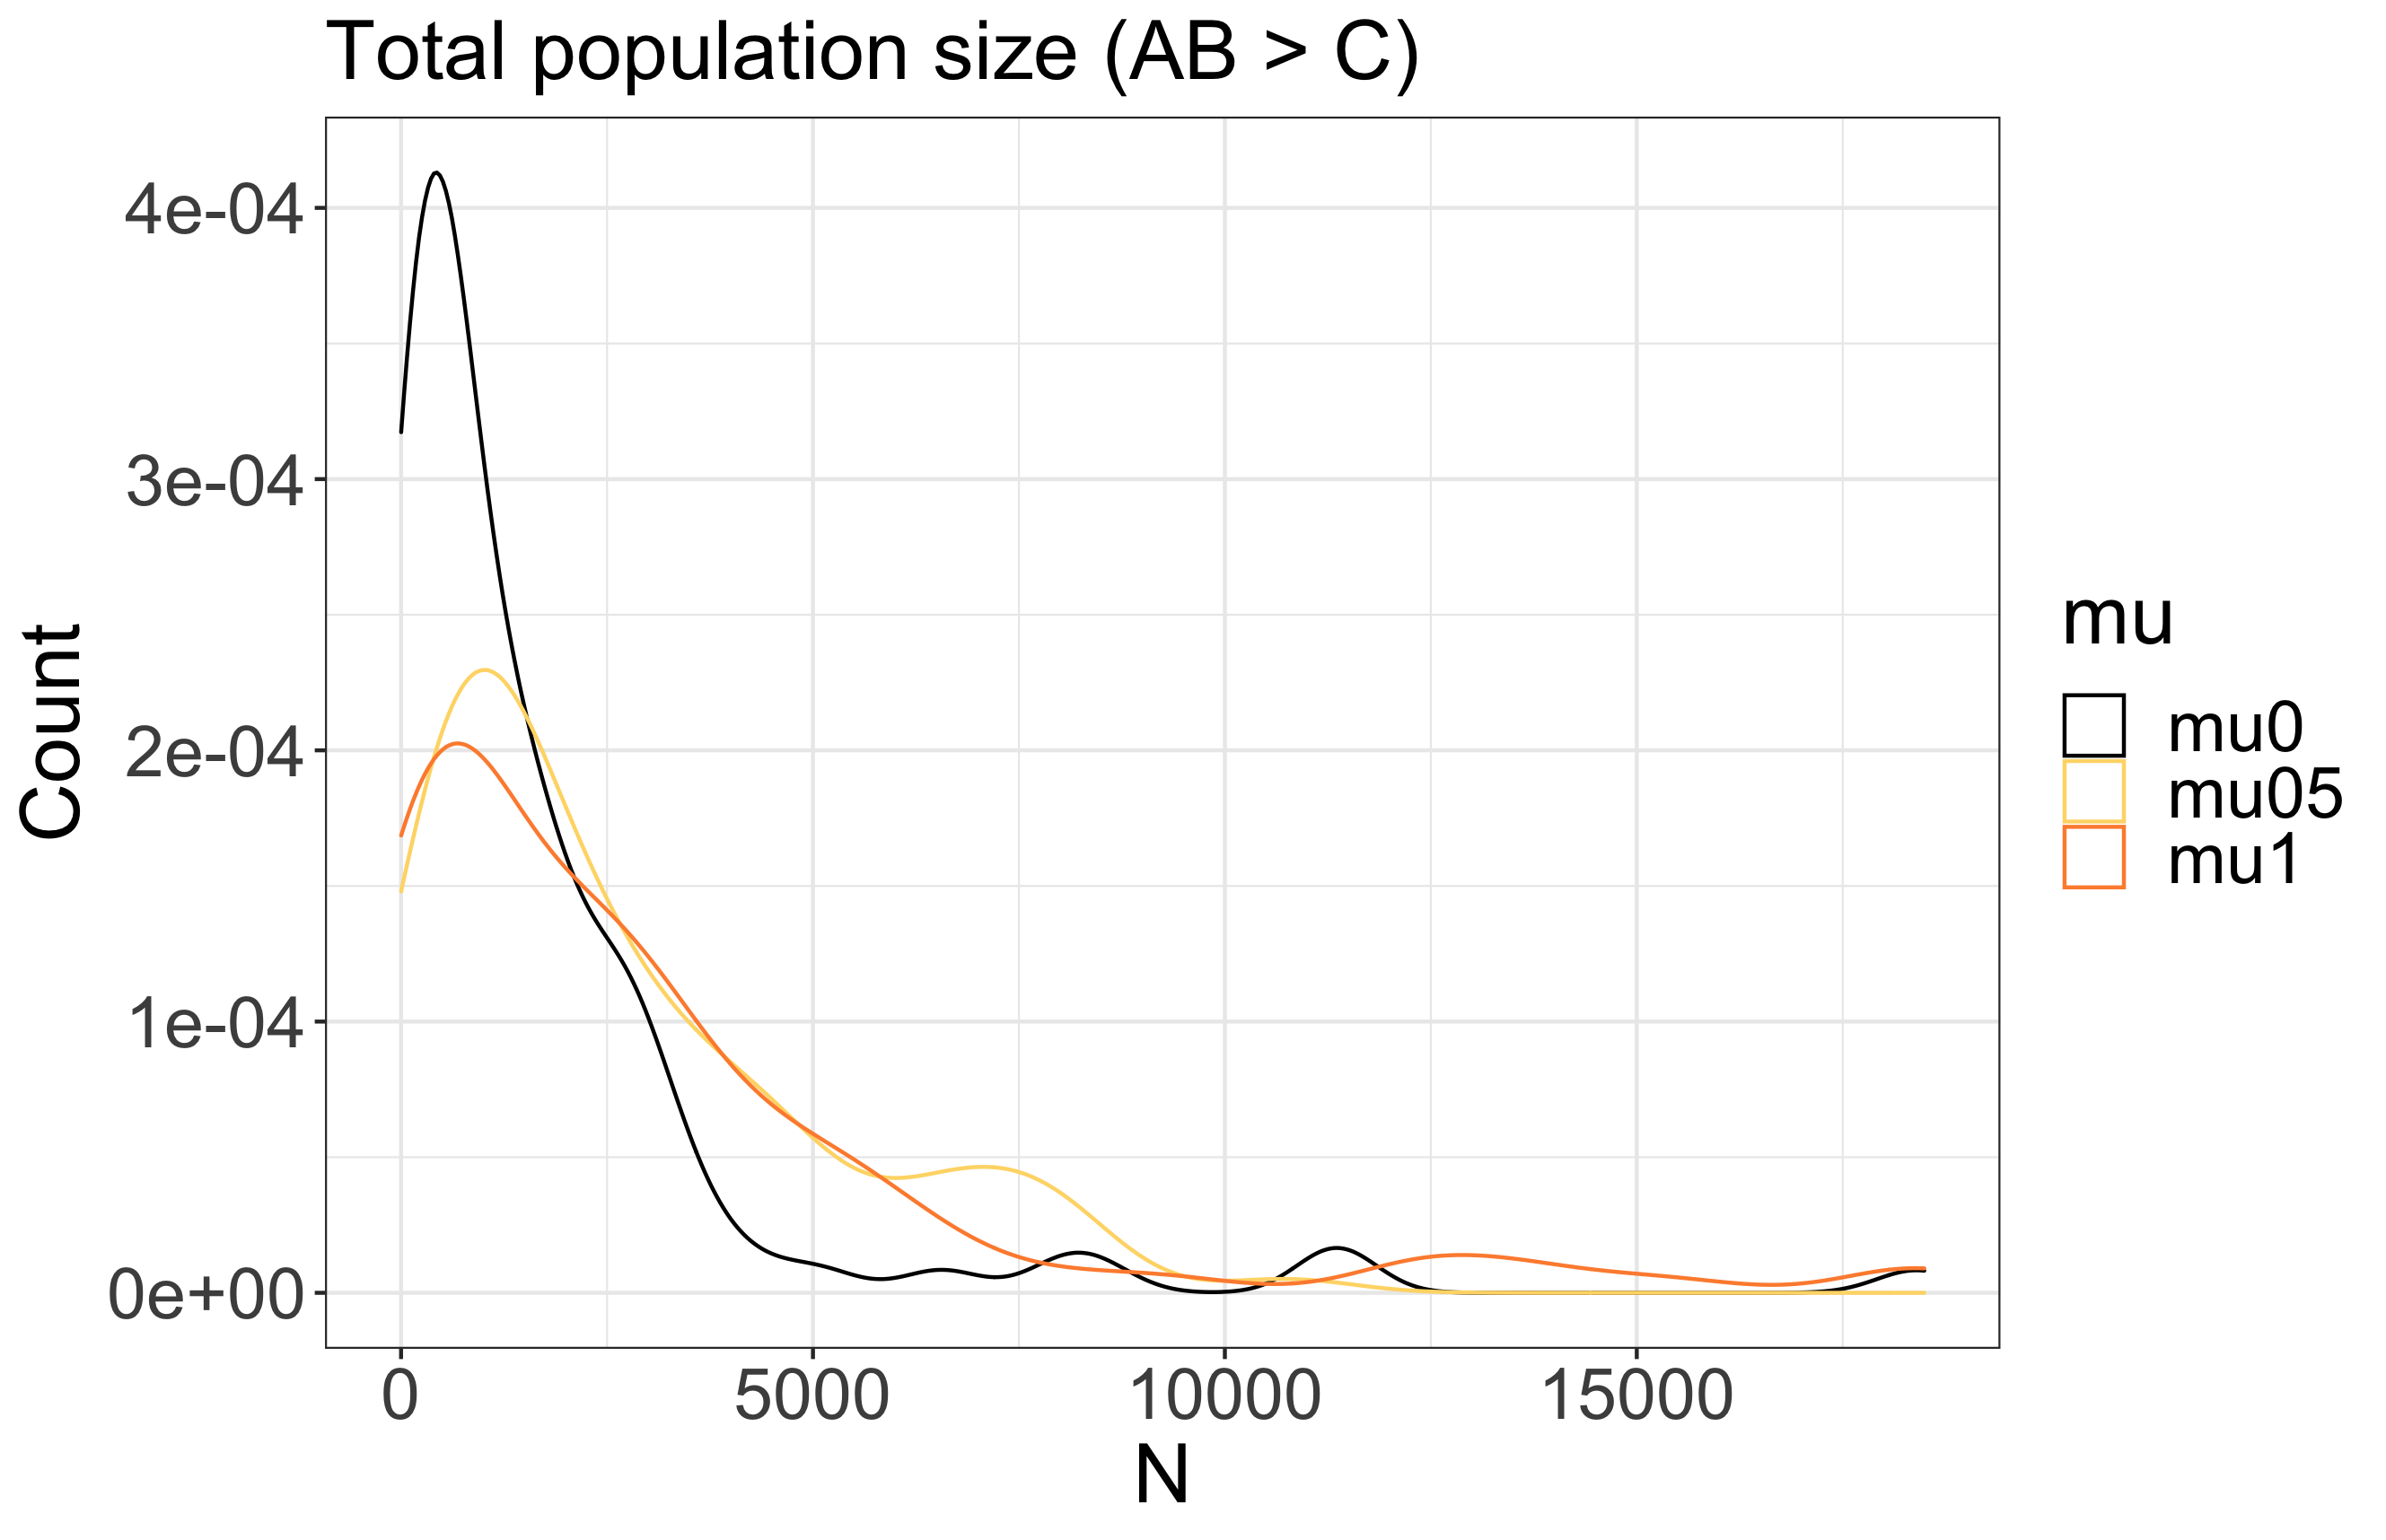 Total population size (AB > C)
4e-04
3e-04
2e-04
1e-04
0e+00
Count
0
5000
10000
15000
N
mu
mu0
mu05
mu1